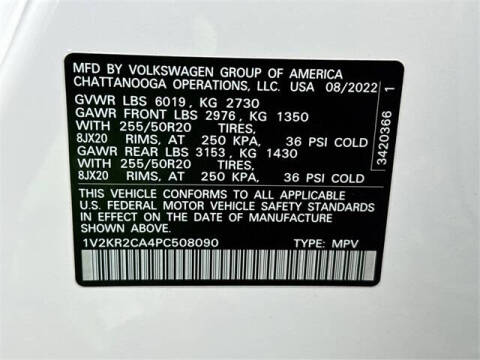 MFD BY VOLKSWAGEN GROUP OF AMERICA
CHATTANOOGA OPERATIONS, LLC. USA 08/2022
GVWR LBS 6019, KG 2730
GAWR FRONT LBS 2976, KG 1350
WITH 255/50R20 TIRES,
8JX20 RIMS, AT 250 KPA, 36 PSI COLD
GAWR REAR LBS 3153, KG 1430
WITH 255/50R20 TIRES,
8JX20 RIMS, AT 250 KPA, 36 PSI COLD
THIS VEHICLE CONFORMS TO ALL APPLICABLE
U.S. FEDERAL MOTOR VEHICLE SAFETY STANDARDS
IN EFFECT ON THE DATE OF MANUFACTURE
SHOWN ABOVE.
1V2KR2CA4PC508090 TYPE: MPV
3420366 1